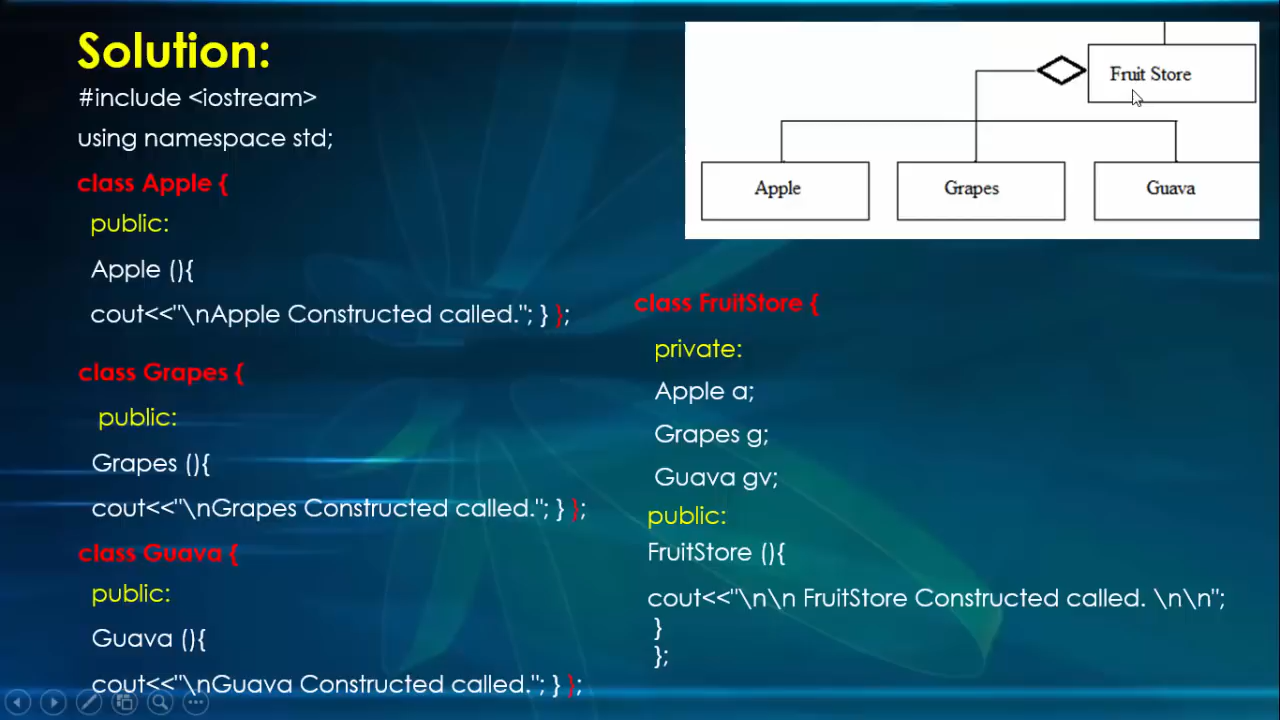 Solution:
#include <iostream>
using namespace std;
class Apple {
public:
Apple (){
cout<<"\nApple Constructed called."; } };
class Grapes {
public:
Grapes (){
cout<<"\nGrapes Constructed called."; } };
class Guava {
public:
Guava (){
cout<<"\nGuava Constructed called."; } };
Fruit Store
Apple
Grapes
Guava
class FruitStore {
private:
Apple a;
Grapes g;
Guava gv;
public:
FruitStore (){
cout<<"\n\n FruitStore Constructed called. \n\n";
}
};